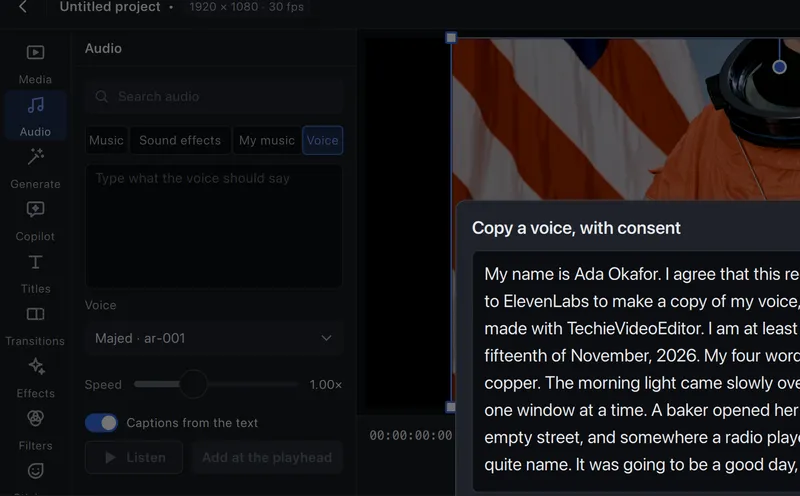 Untitled project • 1920 × 1080 · 30 fps
Media
Audio
Generate
Copilot
Titles
Transitions
Effects
Filters
Audio
Search audio
Music
Sound effects
My music
Voice
Type what the voice should say
Voice
Majed · ar-001
Speed
1.00×
Captions from the text
Listen
Add at the playhead
00:00:00:00
Copy a voice, with consent
My name is Ada Okafor. I agree that this re
to ElevenLabs to make a copy of my voice,
made with TechieVideoEditor. I am at least
fifteenth of November, 2026. My four word
copper. The morning light came slowly ove
one window at a time. A baker opened her
empty street, and somewhere a radio playe
quite name. It was going to be a good day,